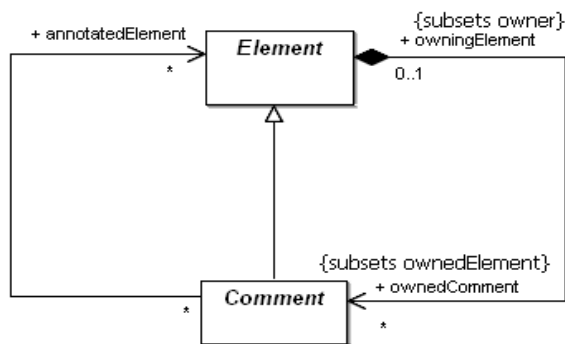 {subsets owner}
+ annotatedElement
Element
+ owningElement
*
0..1
{subsets ownedElement}
Comment
+ ownedComment
*
*